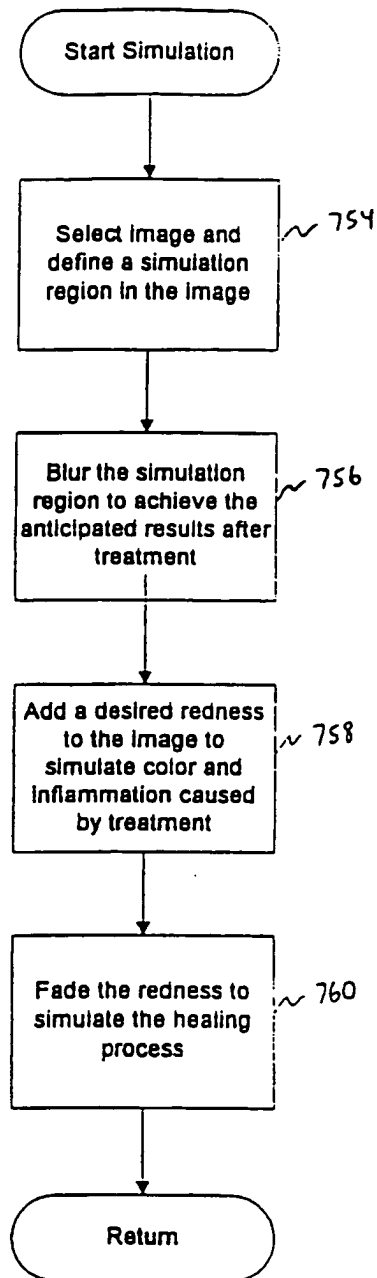 Start Simulation
Select image and
define a simulation
region in the image
754
Blur the simulation
region to achieve the
anticipated results after
treatment
756
Add a desired redness
to the image to
simulate color and
inflammation caused
by treatment
758
Fade the redness to
simulate the healing
process
760
Return